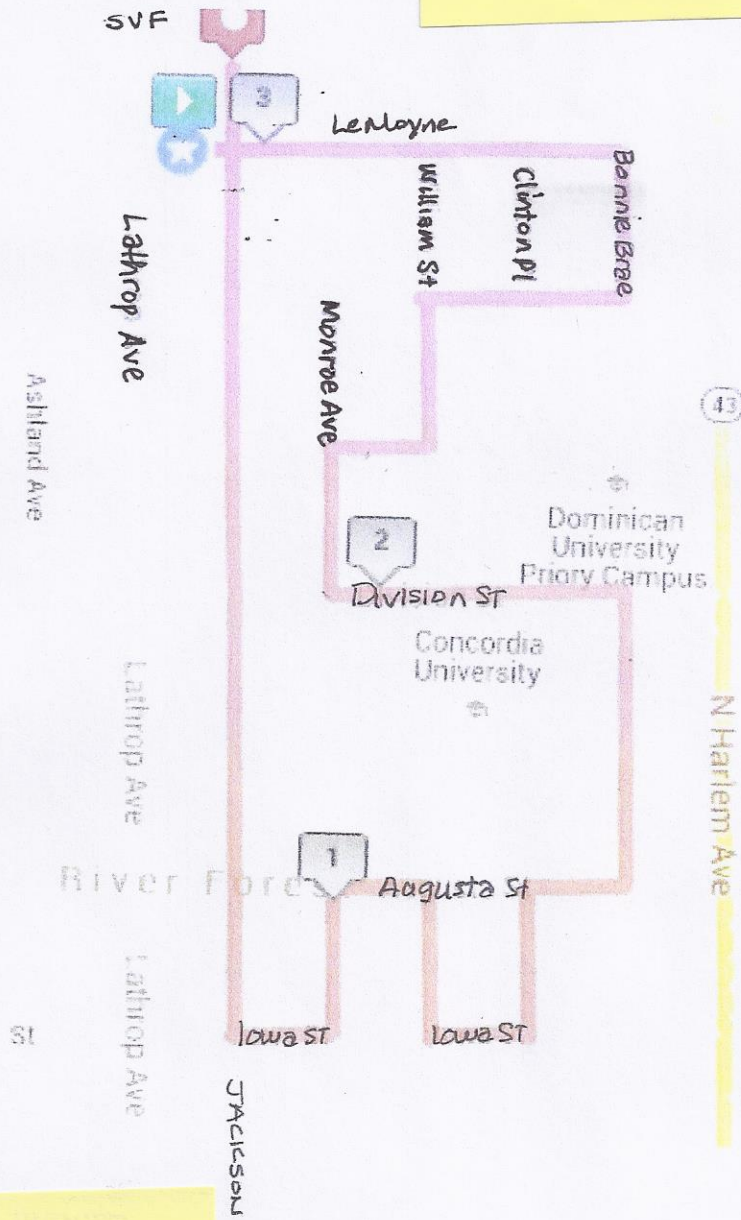 SVF
3
LeMoyne
Bonnie Brae
Clinton Pl
William St
Lathrop Ave
Monroe Ave
Ashland Ave
43
2
Dominican
University
Priory Campus
Division ST
Concordia
University
N Harlem Ave
Lathrop Ave
1
River Forest
Augusta St
Iowa ST
Iowa ST
Lathrop Ave
St
JACKSON